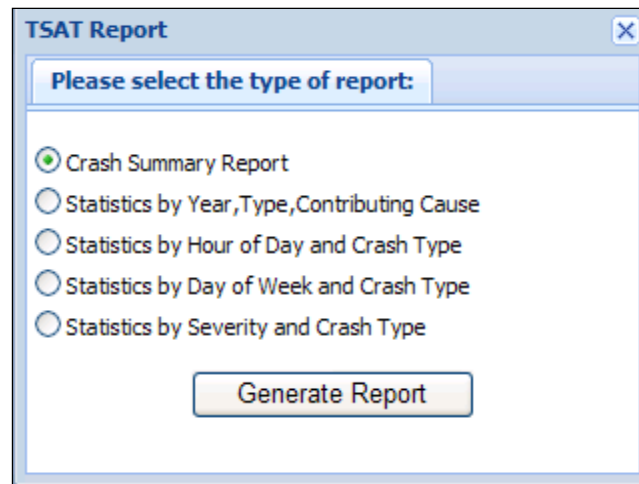 TSAT Report
Please select the type of report:
Crash Summary Report
Statistics by Year,Type,Contributing Cause
Statistics by Hour of Day and Crash Type
Statistics by Day of Week and Crash Type
Statistics by Severity and Crash Type
Generate Report